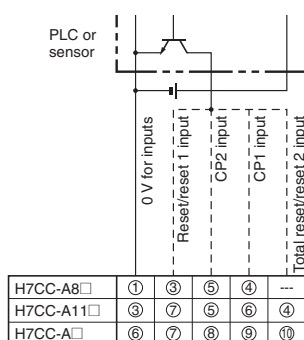 PLC or
sensor
0 V for inputs
Reset/reset 1 input
CP2 input
CP1 input
Total reset/reset 2 input
H7CC-A8□ ① ③ ⑤ ④ ---
H7CC-A11□ ③ ⑦ ⑤ ⑥ ④
H7CC-A□ ⑥ ⑦ ⑧ ⑨ ⑩